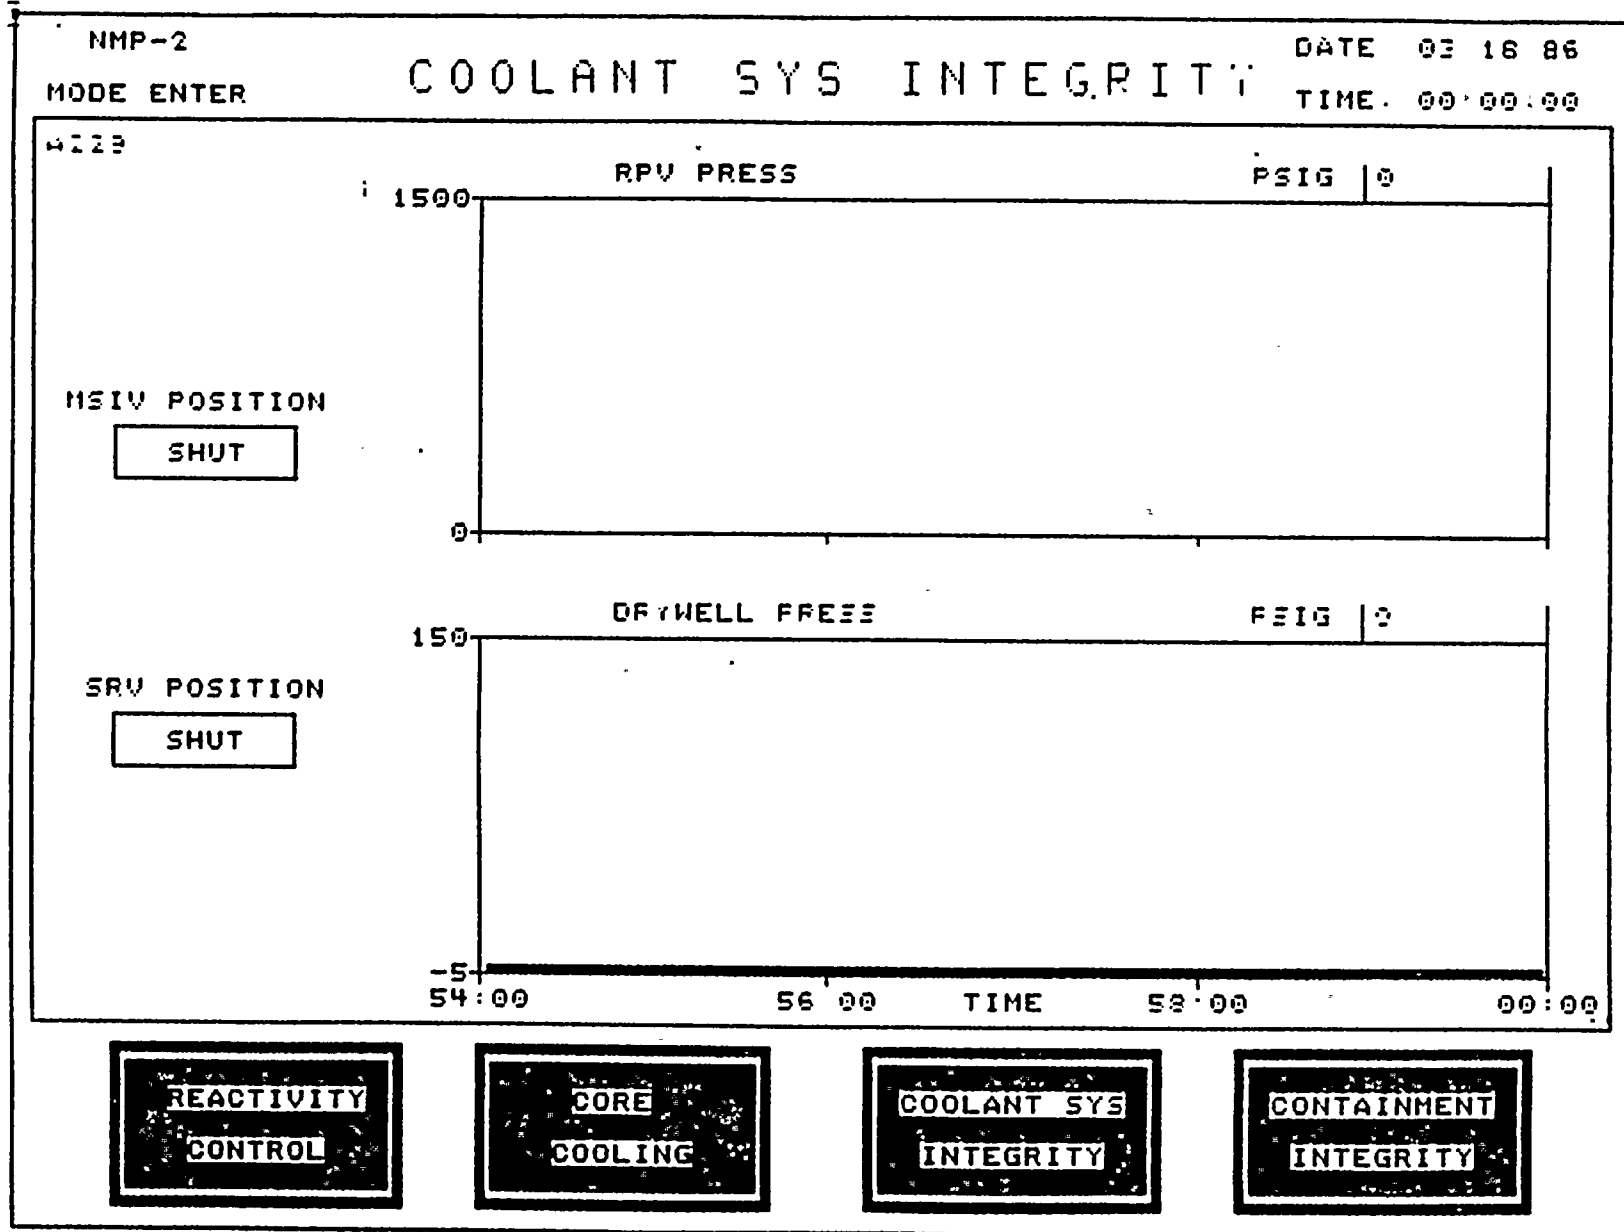 NMP-2
COOLANT SYS INTEGRITY
DATE 03 18 86
MODE ENTER
TIME. 00:00:00
RPV PRESS
PSIG 0
1500
MSIV POSITION
SHUT
0
DRYWELL PRESS
PSIG 0
150
SRV POSITION
SHUT
-5
54:00 56:00 TIME 58:00 00:00
REACTIVITY
CONTROL
CORE
COOLING
COOLANT SYS
INTEGRITY
CONTAINMENT
INTEGRITY